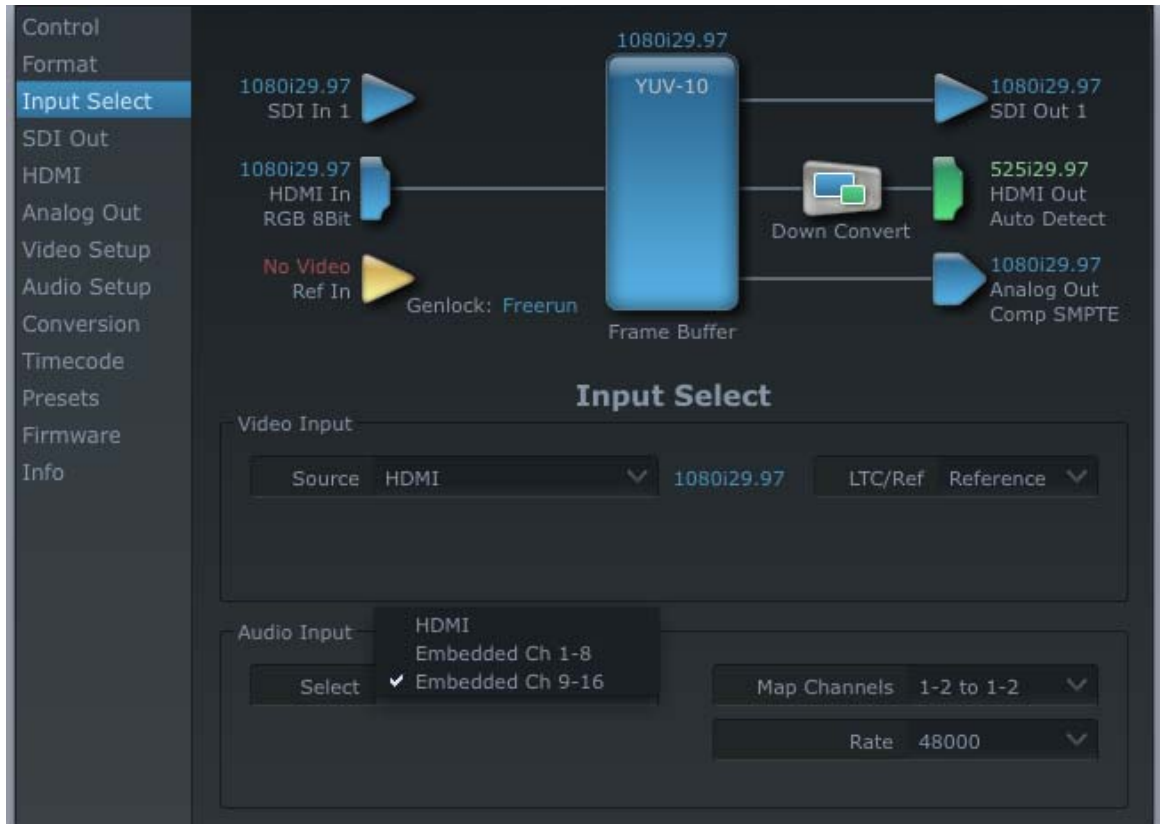 Control
Format
Input Select
SDI Out
HDMI
Analog Out
Video Setup
Audio Setup
Conversion
Timecode
Presets
Firmware
Info
1080i29.97
YUV-10
Frame Buffer
1080i29.97
SDI In 1
1080i29.97
HDMI In
RGB 8Bit
No Video
Ref In
Genlock: Freerun
Down Convert
1080i29.97
SDI Out 1
525i29.97
HDMI Out
Auto Detect
1080i29.97
Analog Out
Comp SMPTE
Input Select
Video Input
Source HDMI 1080i29.97 LTC/Ref Reference
Audio Input
HDMI
Embedded Ch 1-8
Select ✔ Embedded Ch 9-16
Map Channels 1-2 to 1-2
Rate 48000